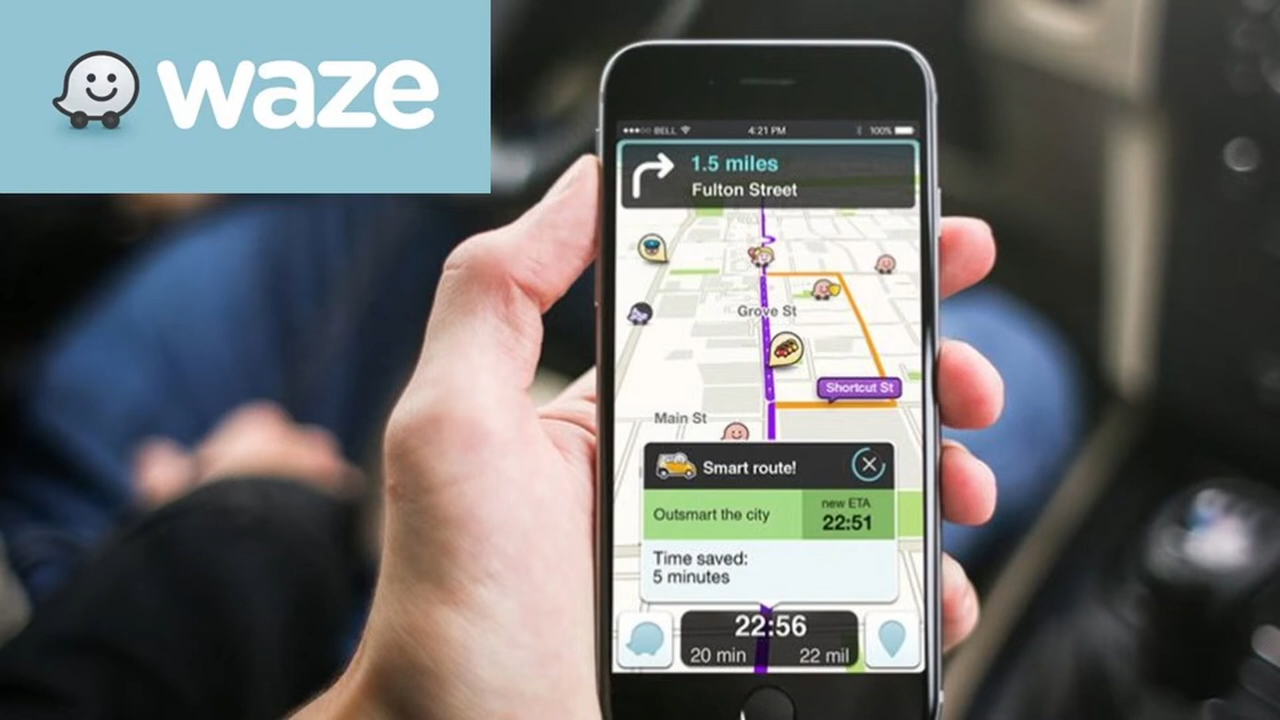 waze
BELL
4:21 PM
100%
1.5 miles
Fulton Street
Grove St
Shortcut St
Main St
Smart route!
Outsmart the city
new ETA
22:51
Time saved:
5 minutes
22:56
20 min
22 mil